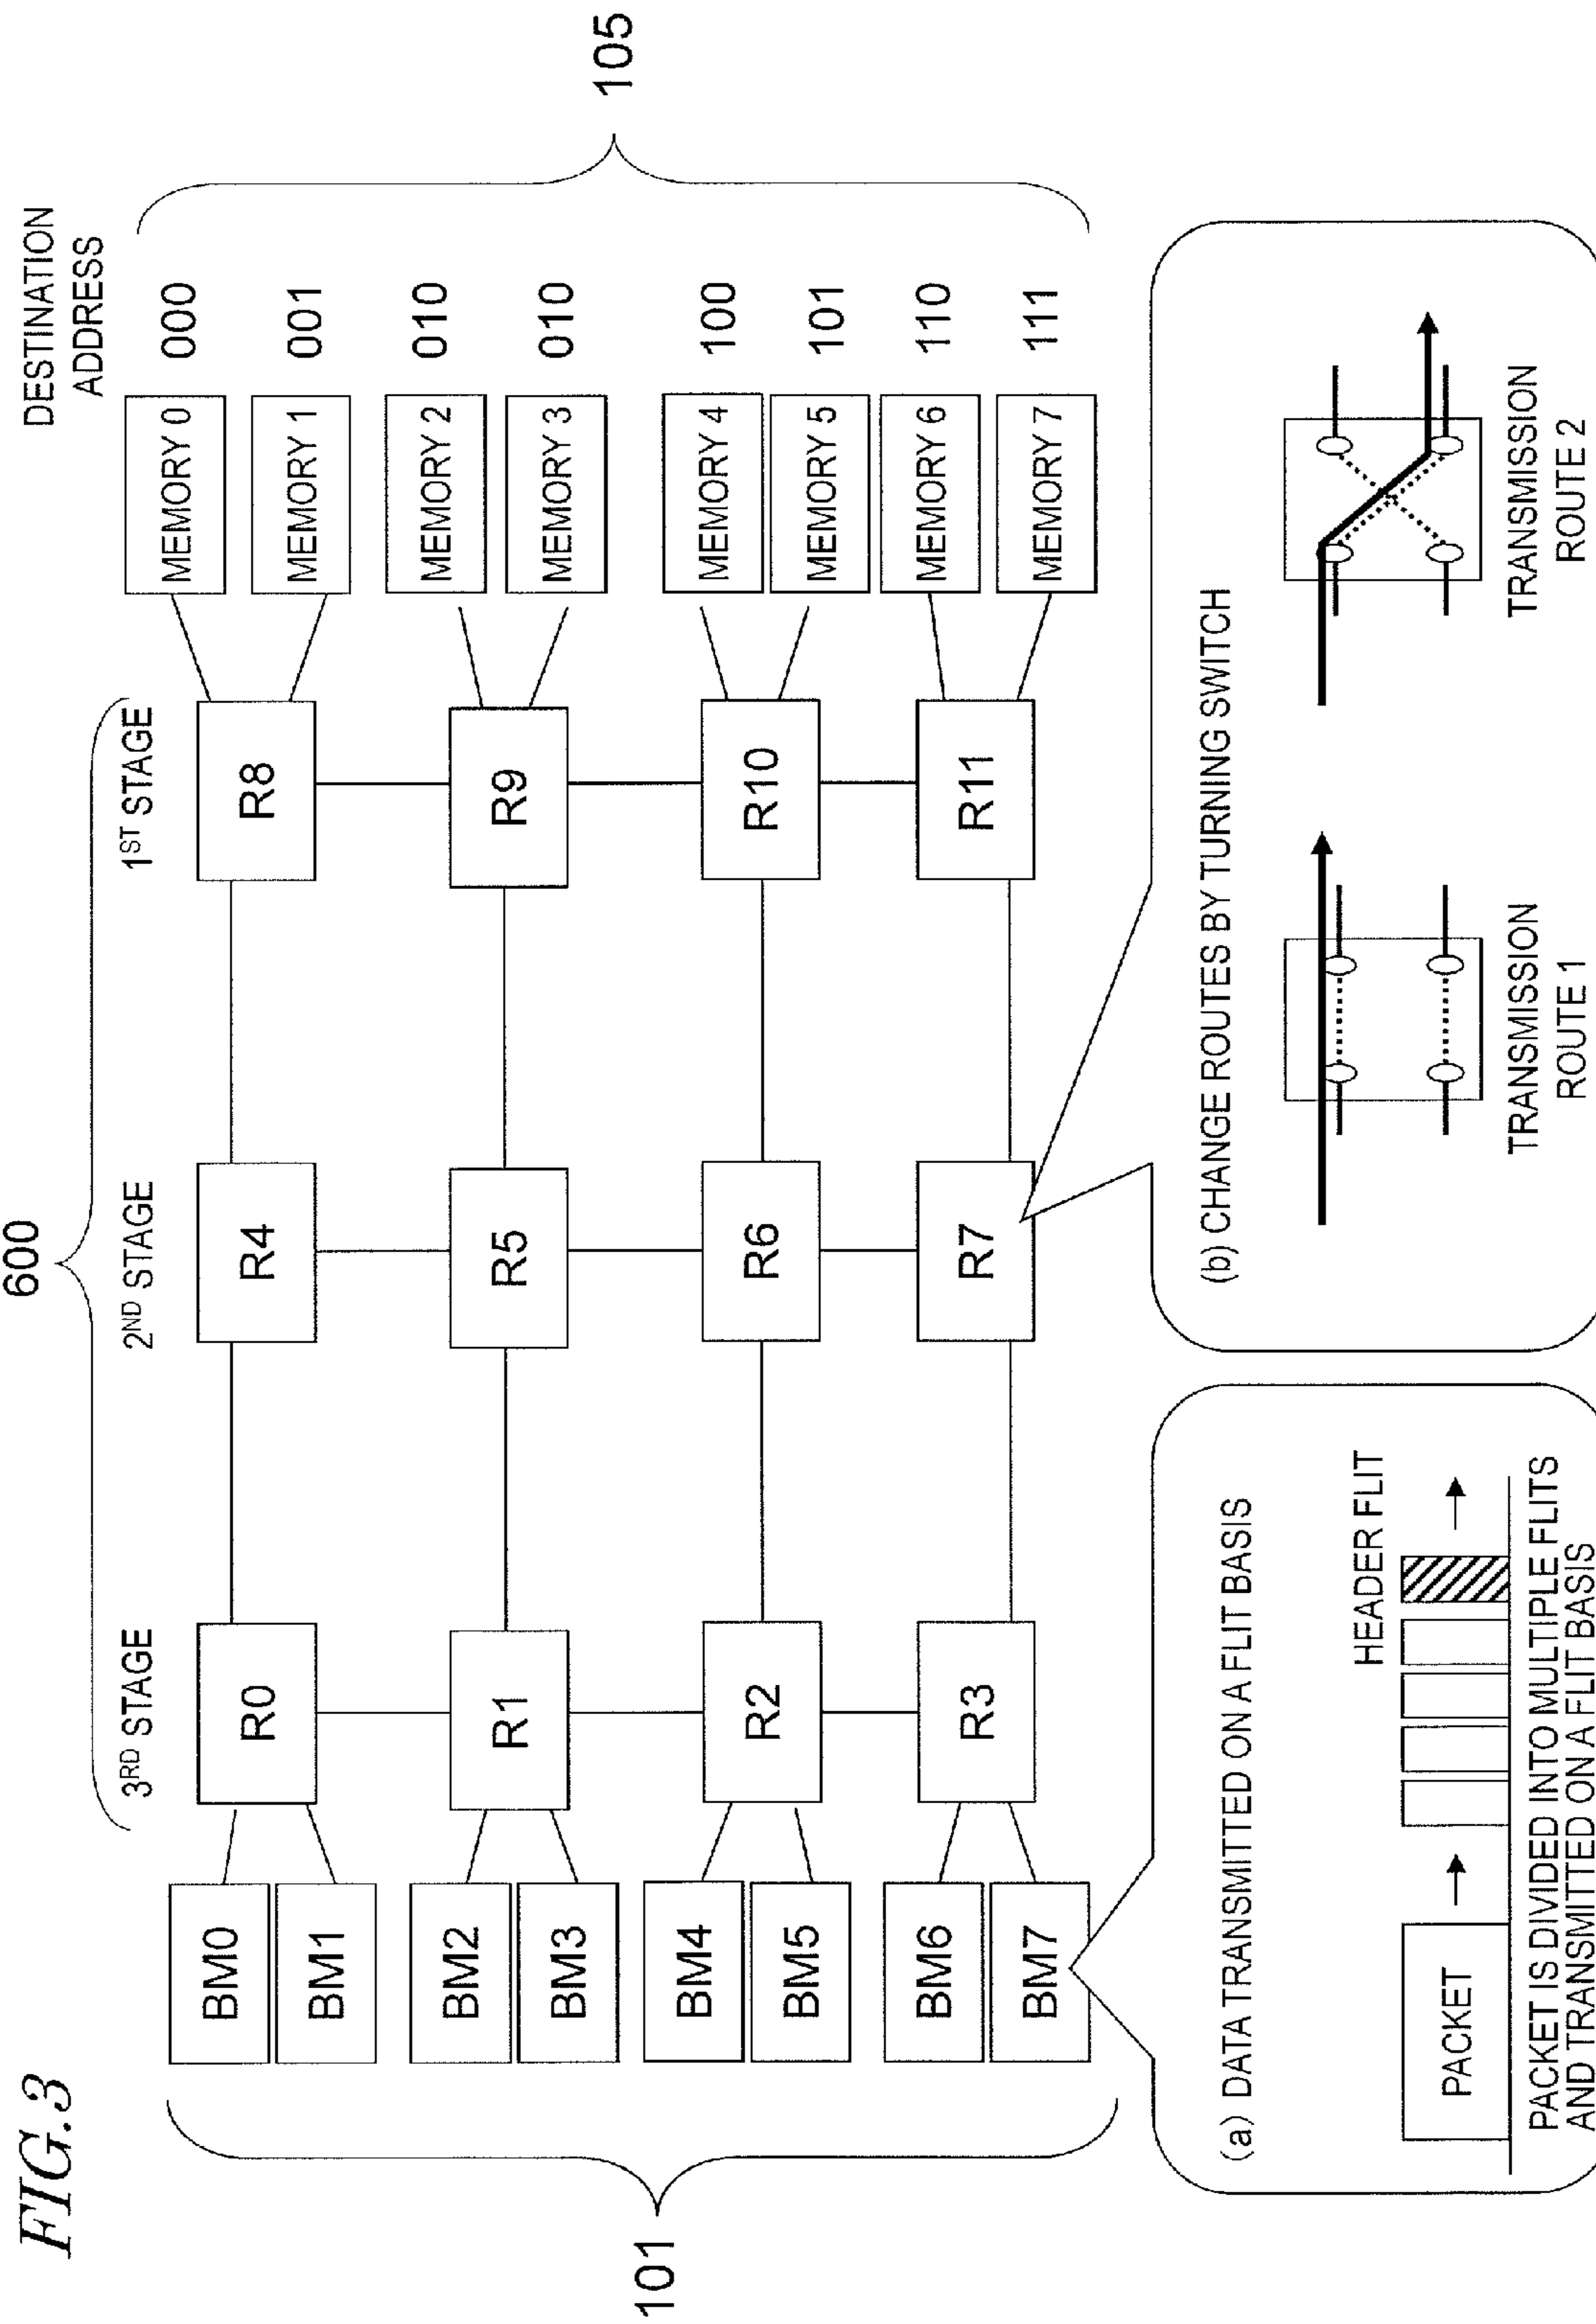 FIG.3
600
3RD STAGE
2ND STAGE
1ST STAGE
DESTINATION
ADDRESS
BM0
BM1
BM2
BM3
BM4
BM5
BM6
BM7
101
R0
R1
R2
R3
R4
R5
R6
R7
R8
R9
R10
R11
MEMORY 0
000
MEMORY 1
001
MEMORY 2
010
MEMORY 3
010
MEMORY 4
100
MEMORY 5
101
MEMORY 6
110
MEMORY 7
111
105
(a) DATA TRANSMITTED ON A FLIT BASIS
HEADER FLIT
PACKET
PACKET IS DIVIDED INTO MULTIPLE FLITS
AND TRANSMITTED ON A FLIT BASIS
(b) CHANGE ROUTES BY TURNING SWITCH
TRANSMISSION
ROUTE 1
TRANSMISSION
ROUTE 2